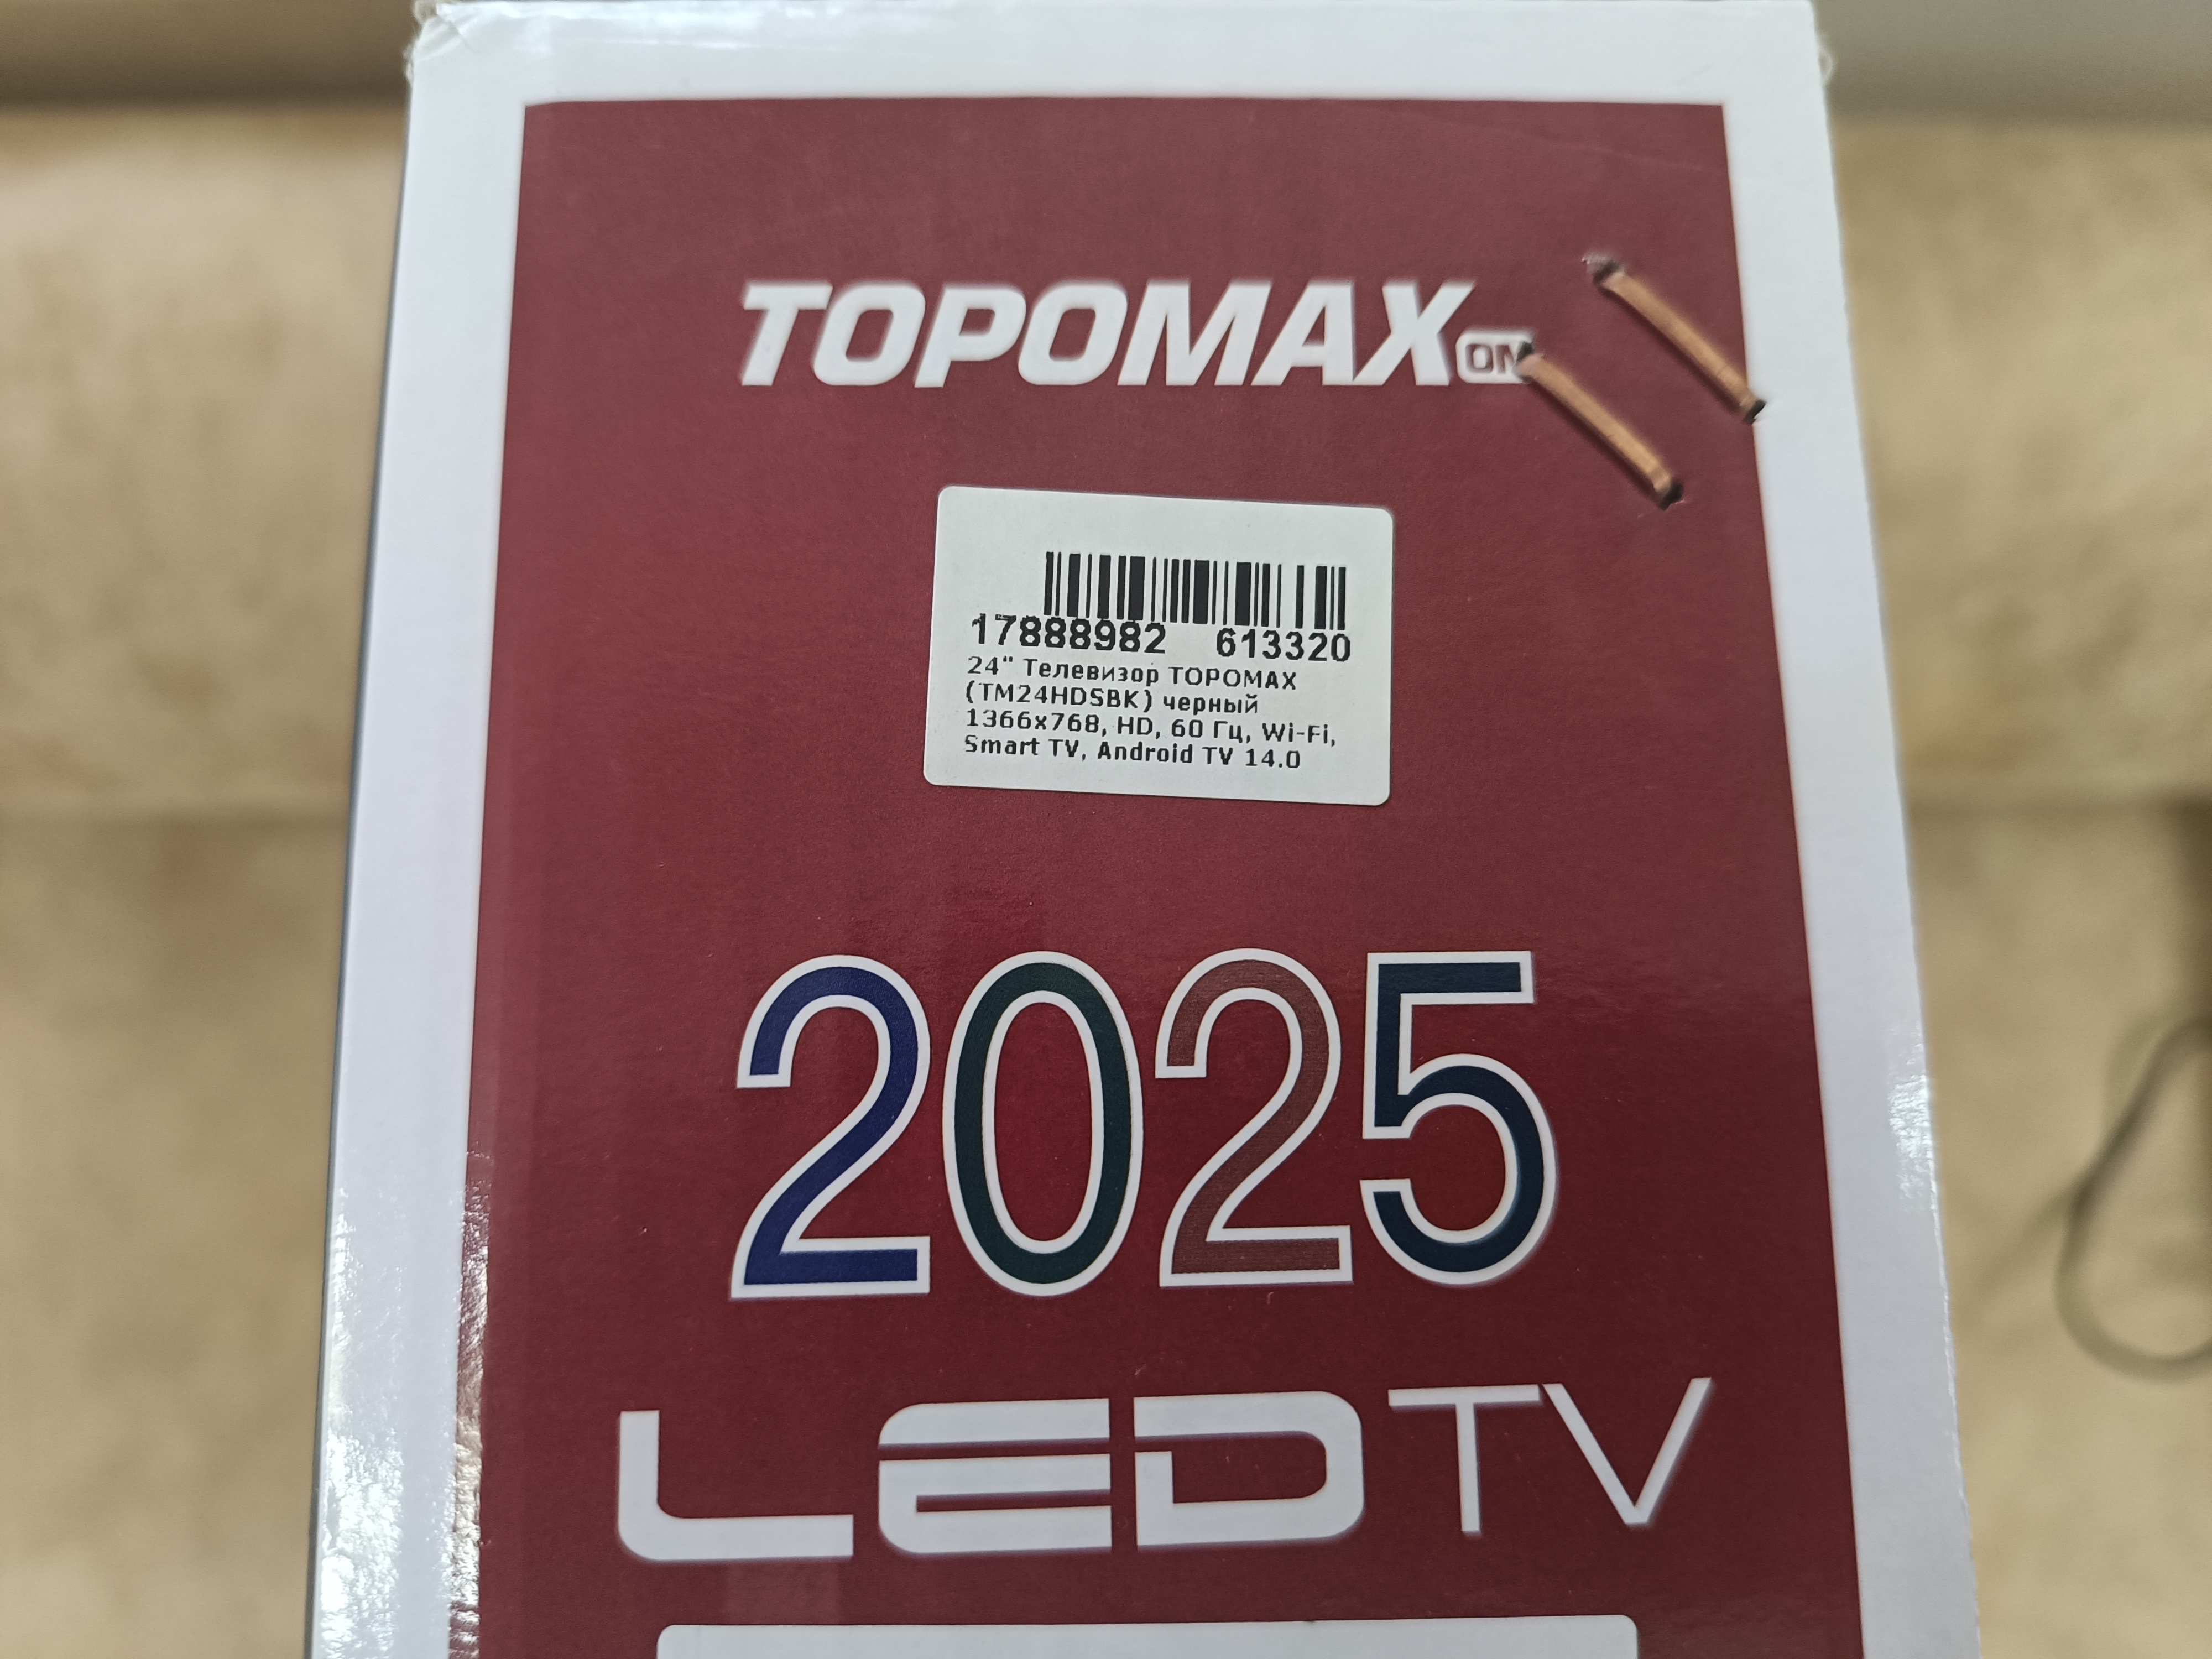 TOPOMAX
17888982 613320
24" Телевизор TOPOMAX
(TM24HDSBK) черный
1366x768, HD, 60 Гц, Wi-Fi,
Smart TV, Android TV 14.0
2025
LED TV